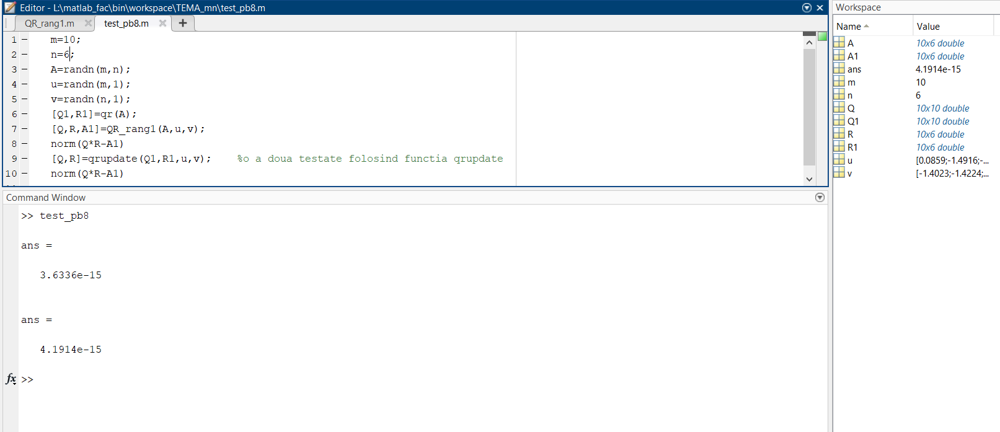 Editor - L:\matlab_fac\bin\workspace\TEMA_mn\test_pb8.m
QR_rang1.m test_pb8.m
1 m=10;
2 n=6;
3 A=randn(m,n);
4 u=randn(m,1);
5 v=randn(n,1);
6 [Q1,R1]=qr(A);
7 [Q,R,A1]=QR_rang1(A,u,v);
8 norm(Q*R-A1)
9 [Q,R]=qrupdate(Q1,R1,u,v); %o a doua testate folosind functia qrupdate
10 norm(Q*R-A1)
Command Window
>> test_pb8
ans =
3.6336e-15
ans =
4.1914e-15
fx >>
Workspace
Name Value
A 10x6 double
A1 10x6 double
ans 4.1914e-15
m 10
n 6
Q 10x10 double
Q1 10x10 double
R 10x6 double
R1 10x6 double
u [0.0859;-1.4916;-...
v [-1.4023;-1.4224;...